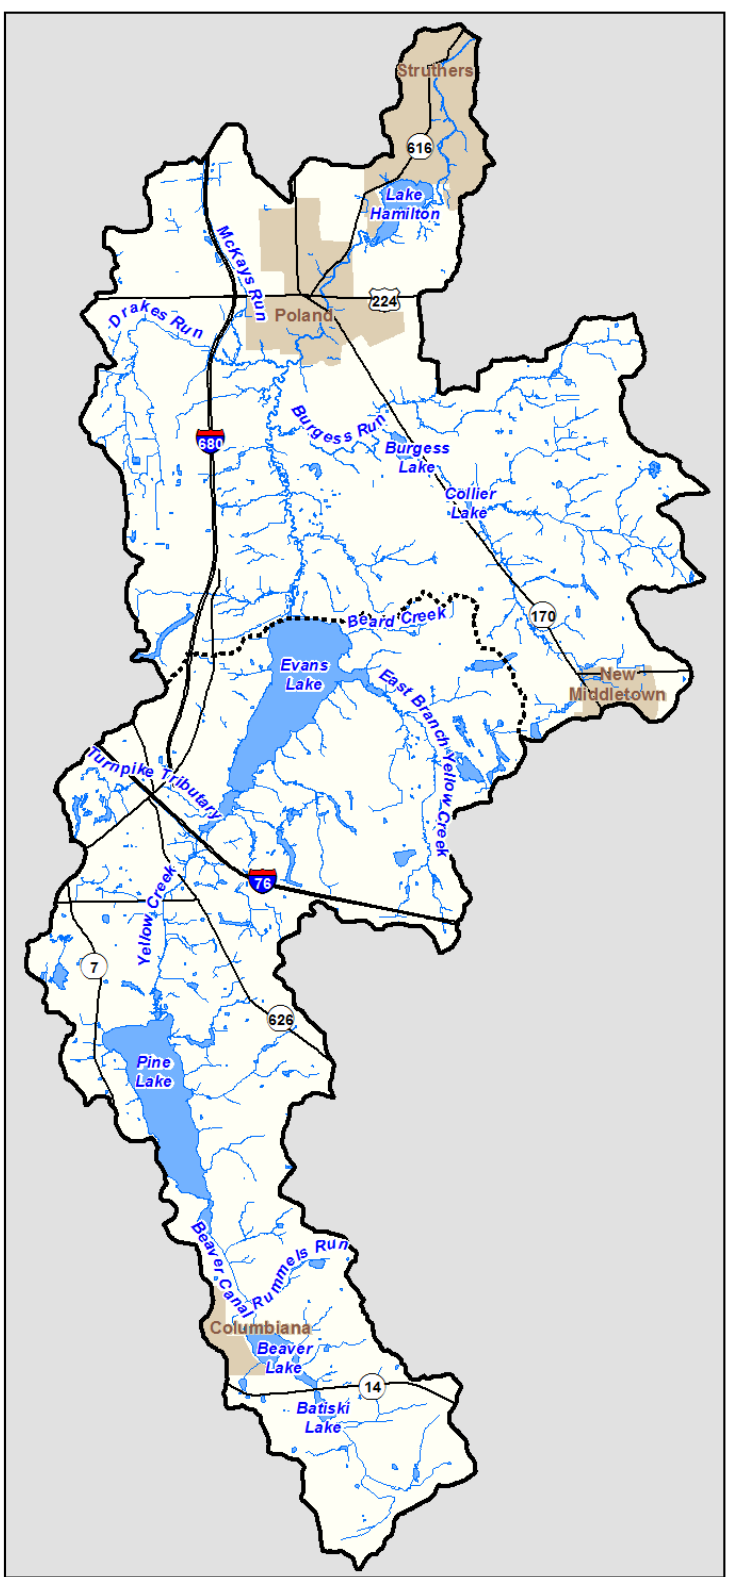 Struthers
616
Lake
Hamilton
McKays Run
224
Drakes Run
Poland
Burgess Run
680
Burgess
Lake
Collier
Lake
170
Beard Creek
Evans
Lake
East Branch Yellow Creek
New
Middletown
Turnpike Tributary
76
Yellow Creek
7
626
Pine
Lake
Beaver Canal
Rummels Run
Columbiana
Beaver
Lake
14
Batiski
Lake